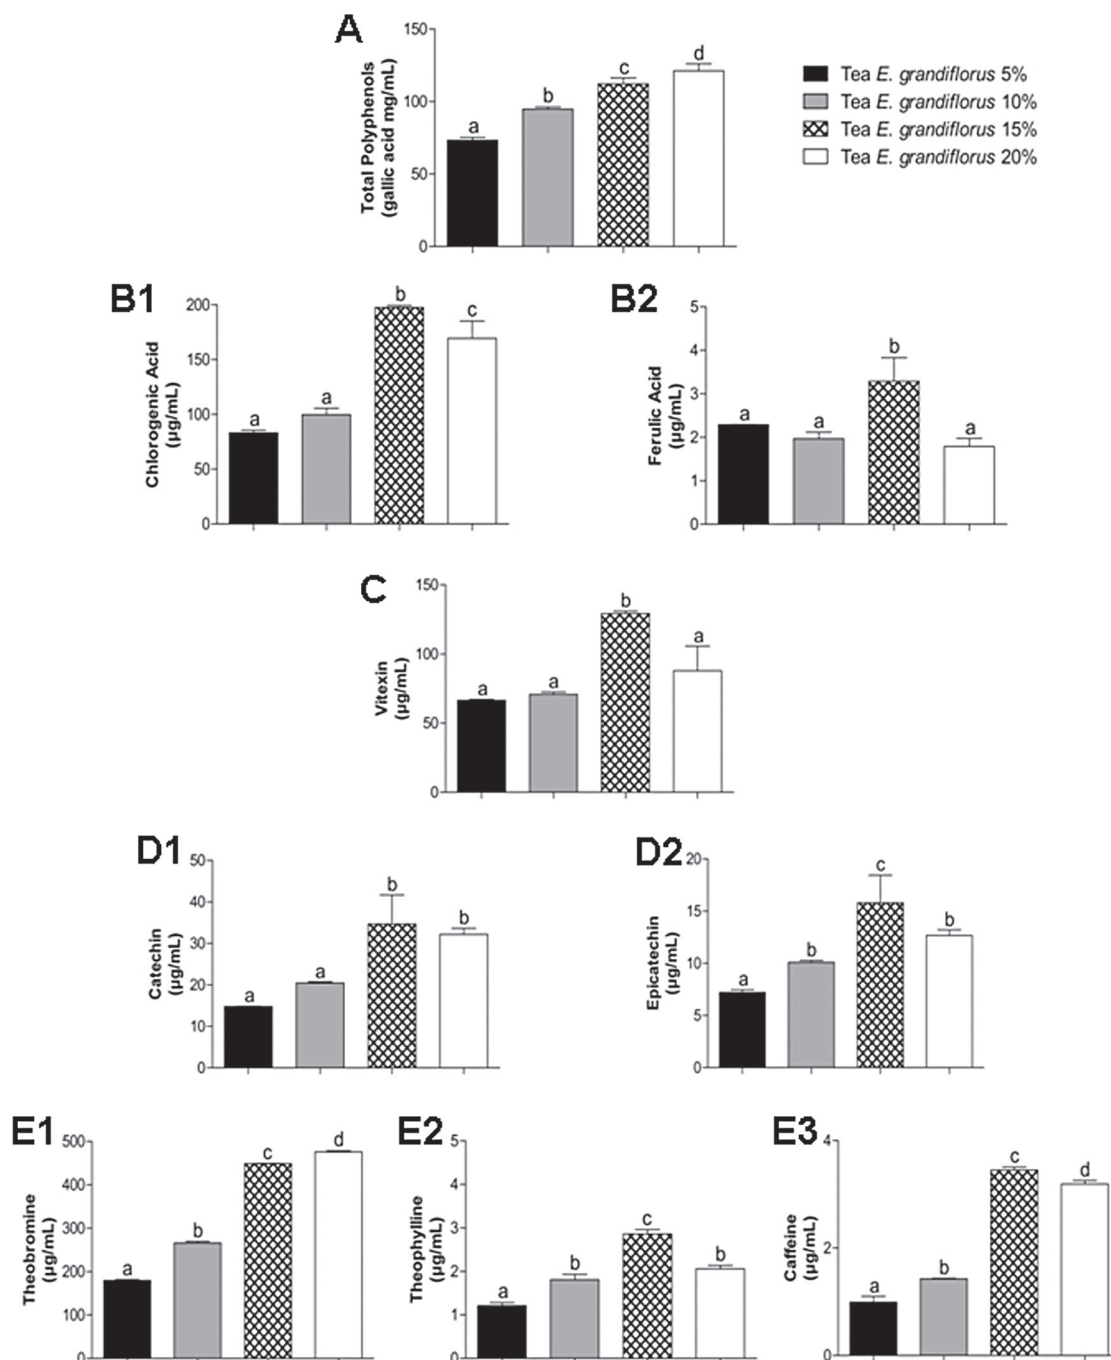 A
Total Polyphenols
(gallic acid mg/mL)
150
100
50
0
a
b
c
d
Tea E. grandiflorus 5%
Tea E. grandiflorus 10%
Tea E. grandiflorus 15%
Tea E. grandiflorus 20%
B1
Chlorogenic Acid
(µg/mL)
200
150
100
50
0
a
a
b
c
B2
Ferulic Acid
(µg/mL)
5
4
3
2
1
0
a
a
b
a
C
Vitexin
(µg/mL)
150
100
50
0
a
a
b
a
D1
Catechin
(µg/mL)
50
40
30
20
10
0
a
a
b
b
D2
Epicatechin
(µg/mL)
20
15
10
5
0
a
b
c
b
E1
Theobromine
(µg/mL)
500
400
300
200
100
0
a
b
c
d
E2
Theophylline
(µg/mL)
5
4
3
2
1
0
a
b
c
b
E3
Caffeine
(µg/mL)
4
2
0
a
b
c
d